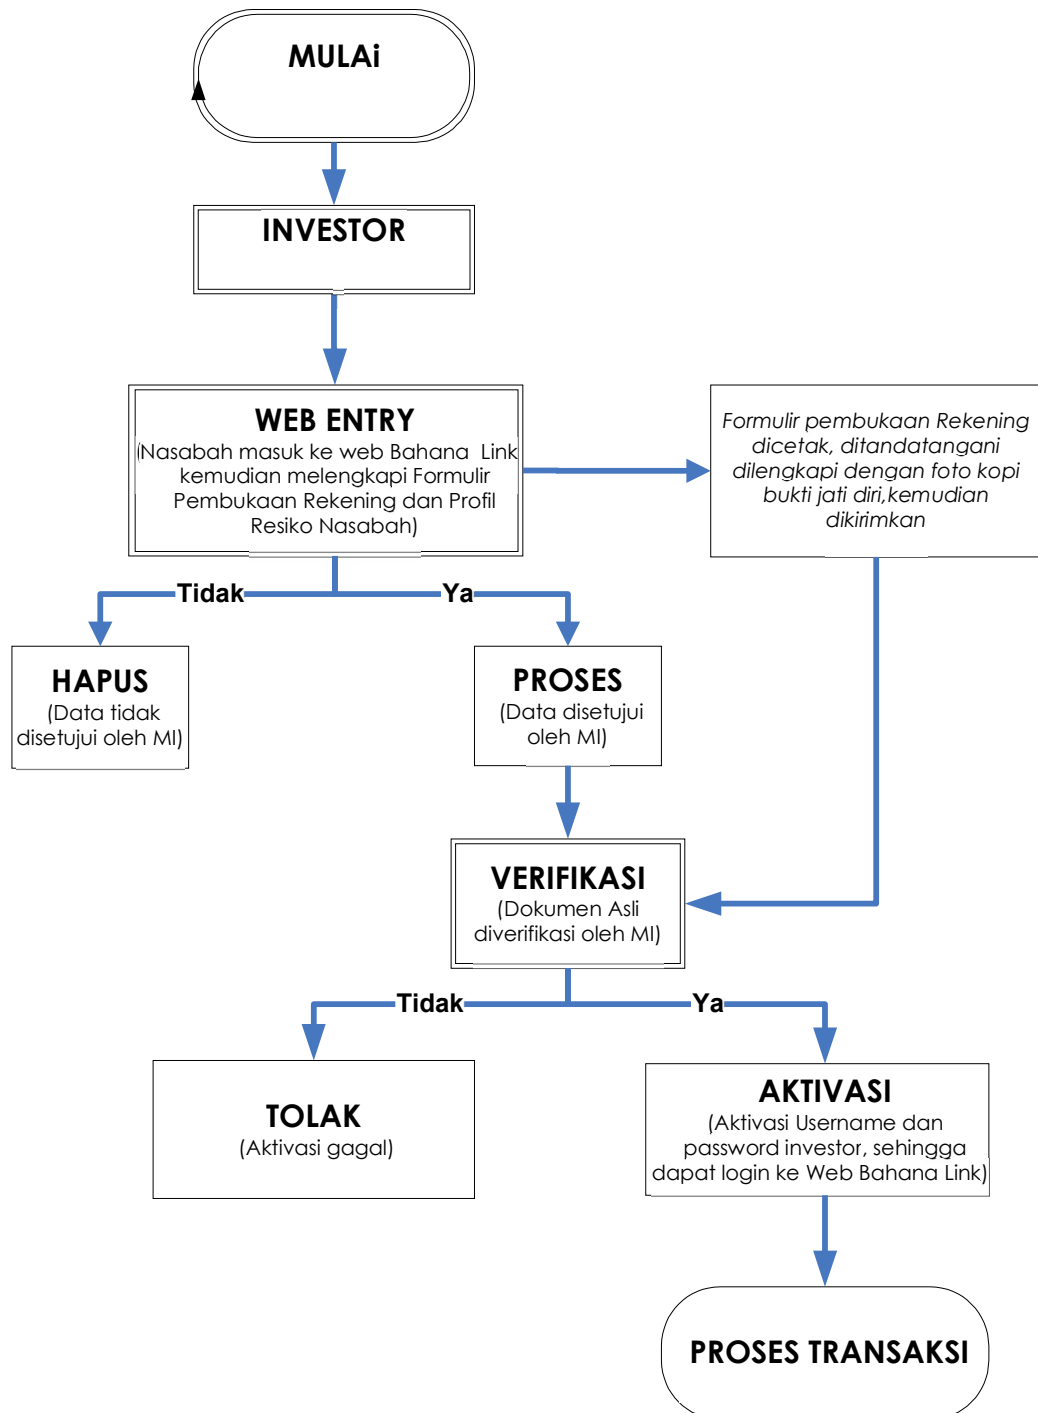 MULAi
INVESTOR
WEB ENTRY
(Nasabah masuk ke web Bahana Link
kemudian melengkapi Formulir
Pembukaan Rekening dan Profil
Resiko Nasabah)
Formulir pembukaan Rekening
dicetak, ditandatangani
dilengkapi dengan foto kopi
bukti jati diri,kemudian
dikirimkan
Tidak
Ya
HAPUS
(Data tidak
disetujui oleh MI)
PROSES
(Data disetujui
oleh MI)
VERIFIKASI
(Dokumen Asli
diverifikasi oleh MI)
Tidak
Ya
TOLAK
(Aktivasi gagal)
AKTIVASI
(Aktivasi Username dan
password investor, sehingga
dapat login ke Web Bahana Link)
PROSES TRANSAKSI